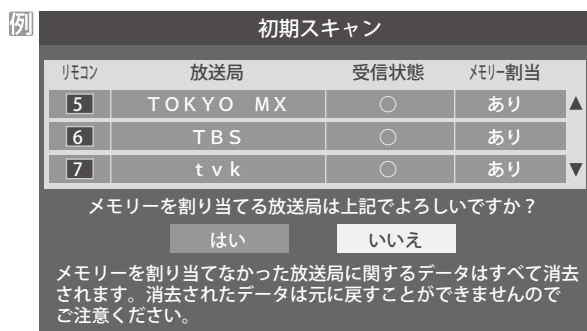 例
初期スキャン
ﾘﾓｺﾝ 放送局 受信状態 ﾒﾓﾘｰ割当
5 ＴＯＫＹＯ　ＭＸ ○ あり ▲
6 ＴＢＳ ○ あり
7 ｔｖｋ ○ あり ▼
メモリーを割り当てる放送局は上記でよろしいですか？
はい いいえ
メモリーを割り当てなかった放送局に関するデータはすべて消去
されます。消去されたデータは元に戻すことができませんので
ご注意ください。